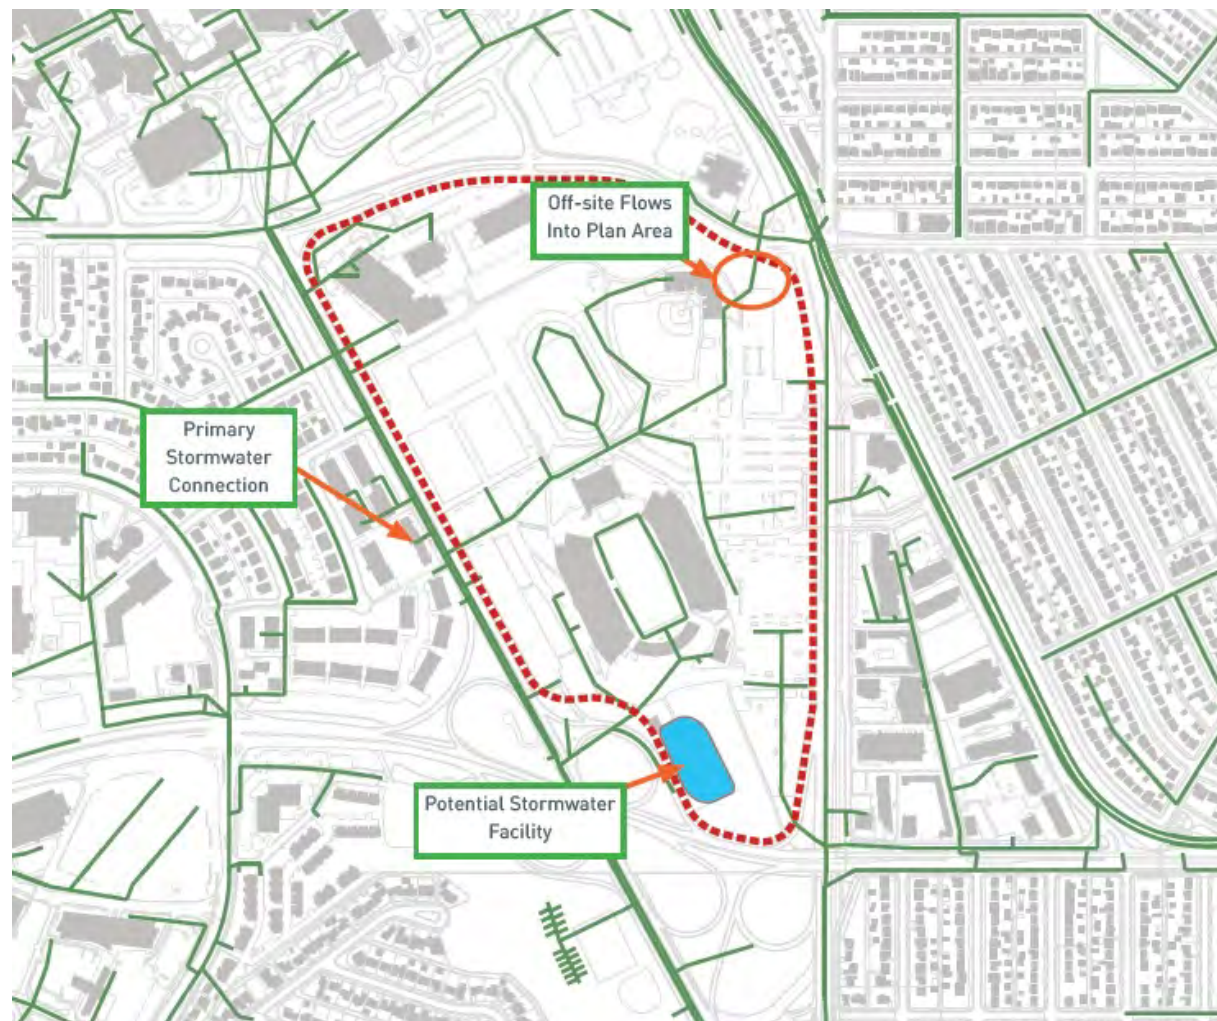 Off-site Flows
Into Plan Area
Primary
Stormwater
Connection
Potential Stormwater
Facility